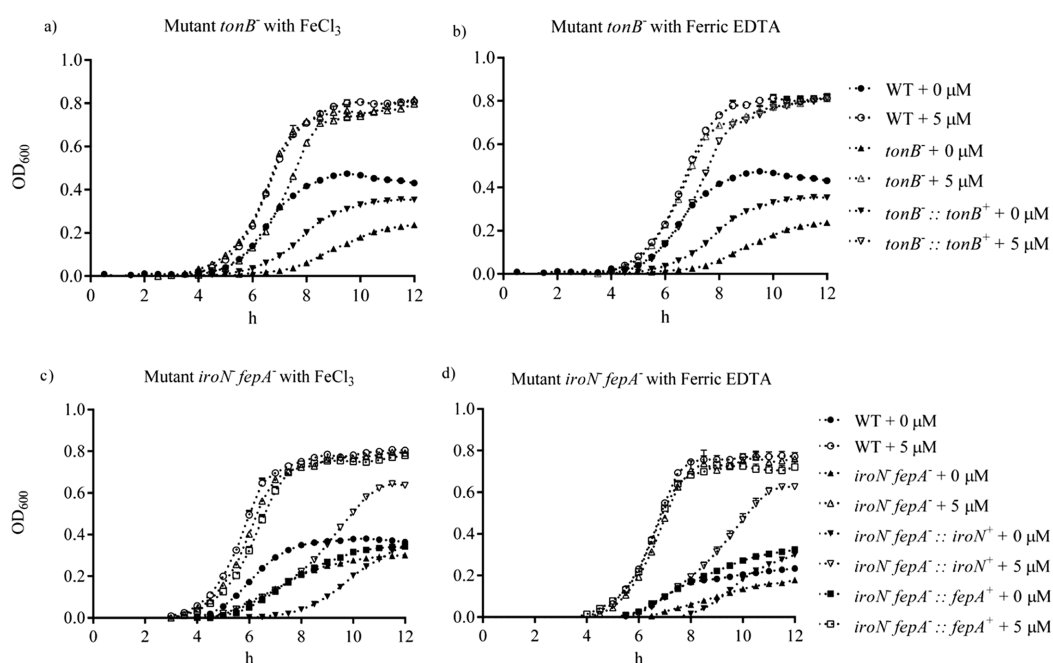 a)
Mutant tonB⁻ with FeCl₃
1.0
0.8
0.6
0.4
0.2
0.0
OD₆₀₀
0 2 4 6 8 10 12
h
b)
Mutant tonB⁻ with Ferric EDTA
1.0
0.8
0.6
0.4
0.2
0.0
0 2 4 6 8 10 12
h
WT + 0 µM
WT + 5 µM
tonB⁻ + 0 µM
tonB⁻ + 5 µM
tonB⁻ :: tonB⁺ + 0 µM
tonB⁻ :: tonB⁺ + 5 µM
c)
Mutant iroN⁻ fepA⁻ with FeCl₃
1.0
0.8
0.6
0.4
0.2
0.0
OD₆₀₀
0 2 4 6 8 10 12
h
d)
Mutant iroN⁻ fepA⁻ with Ferric EDTA
1.0
0.8
0.6
0.4
0.2
0.0
0 2 4 6 8 10 12
h
WT + 0 µM
WT + 5 µM
iroN⁻ fepA⁻ + 0 µM
iroN⁻ fepA⁻ + 5 µM
iroN⁻ fepA⁻ :: iroN⁺ + 0 µM
iroN⁻ fepA⁻ :: iroN⁺ + 5 µM
iroN⁻ fepA⁻ :: fepA⁺ + 0 µM
iroN⁻ fepA⁻ :: fepA⁺ + 5 µM